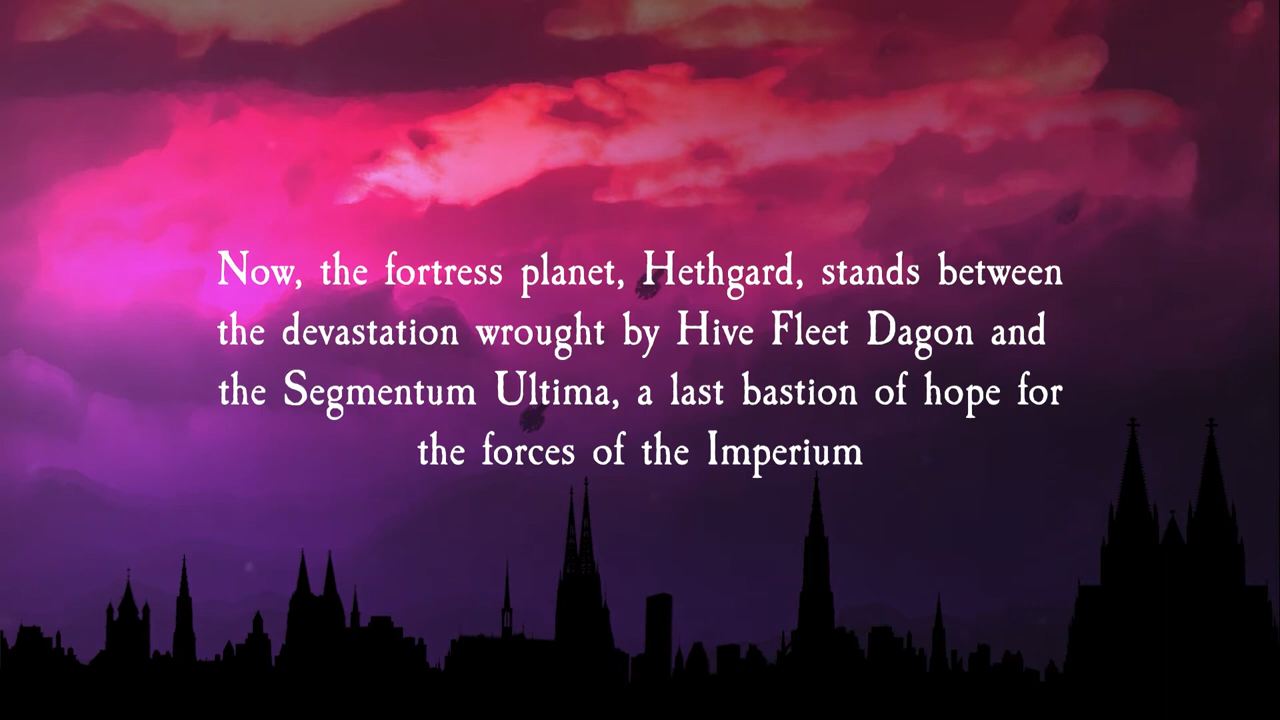 Now, the fortress planet, Hethgard, stands between
the devastation wrought by Hive Fleet Dagon and
the Segmentum Ultima, a last bastion of hope for
the forces of the Imperium